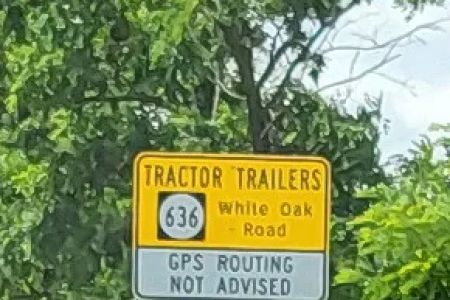 TRACTOR TRAILERS
636 White Oak
Road
GPS ROUTING
NOT ADVISED